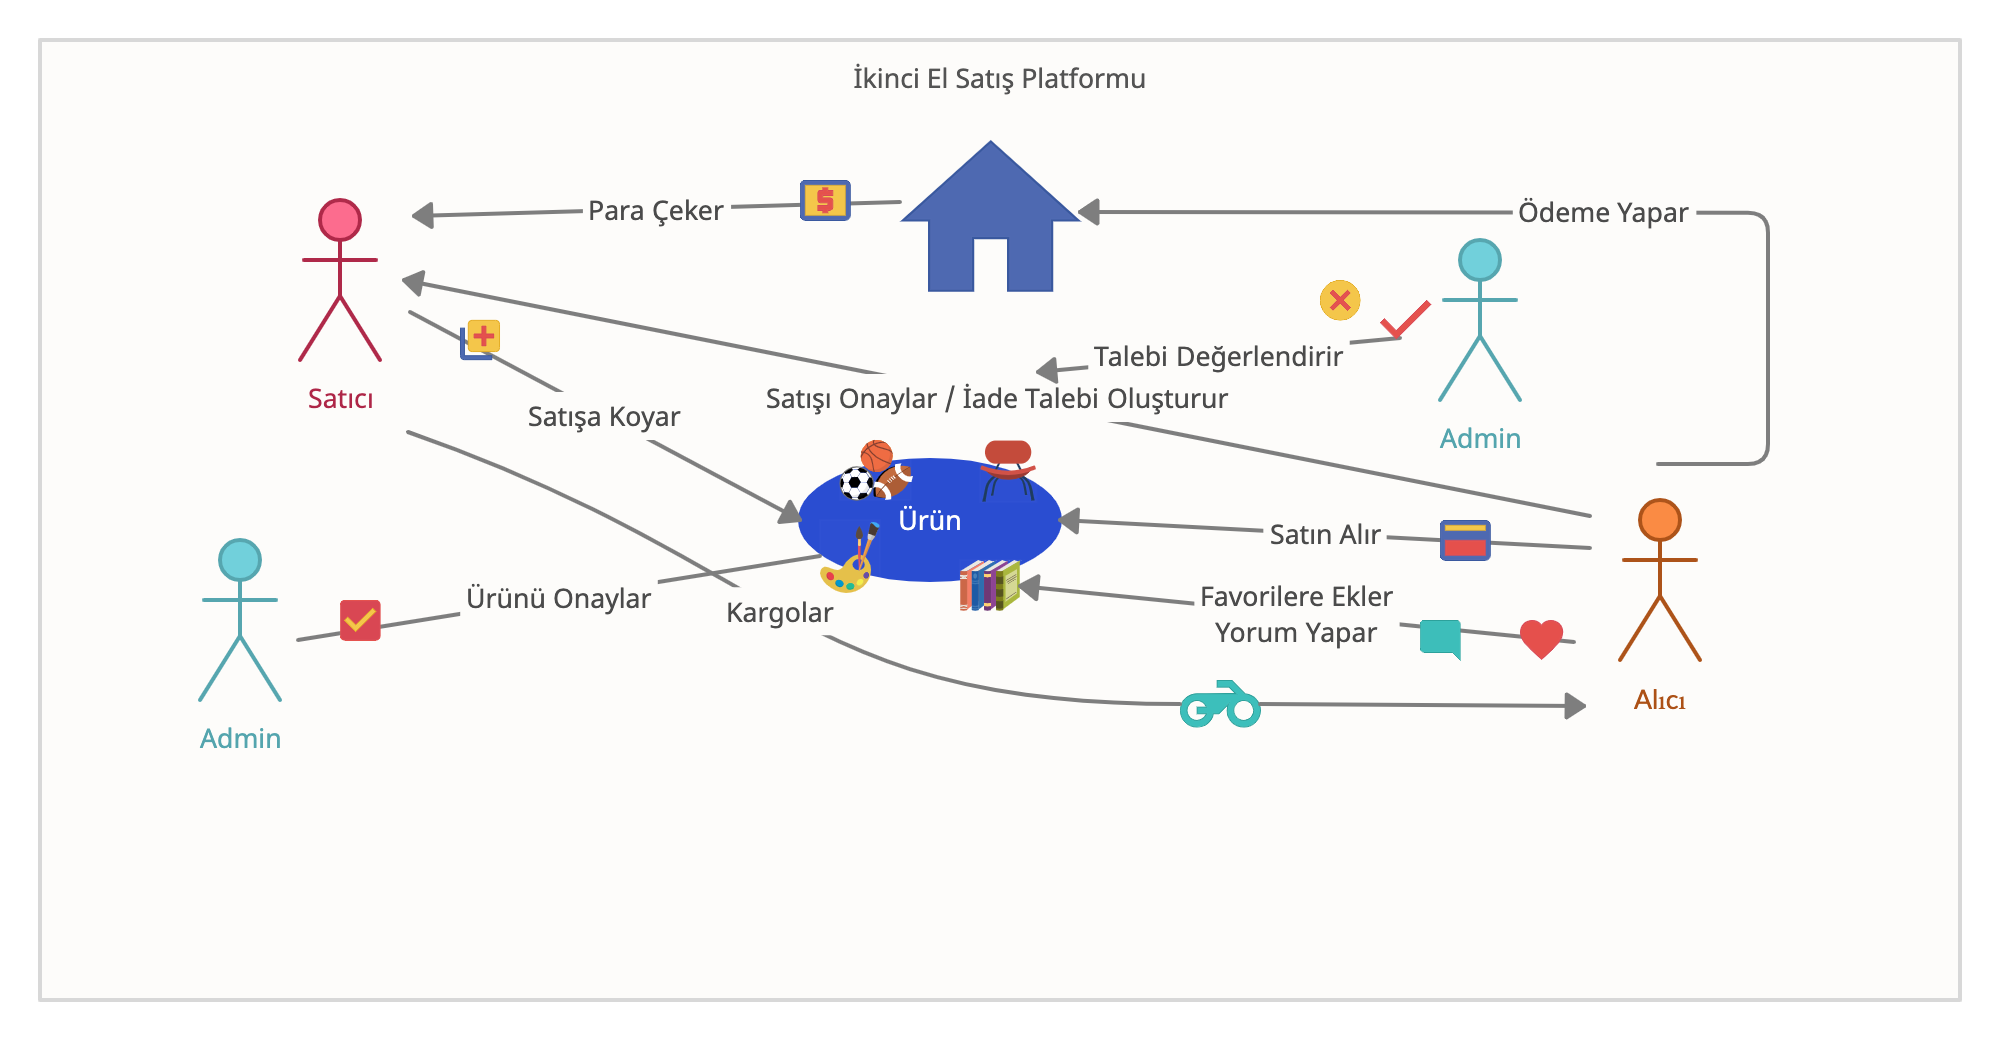 İkinci El Satış Platformu
Para Çeker
Ödeme Yapar
Talebi Değerlendirir
Satıcı
Satışı Onaylar / İade Talebi Oluşturur
Satışa Koyar
Admin
Ürün
Satın Alır
Ürünü Onaylar
Kargolar
Favorilere Ekler
Yorum Yapar
Alıcı
Admin